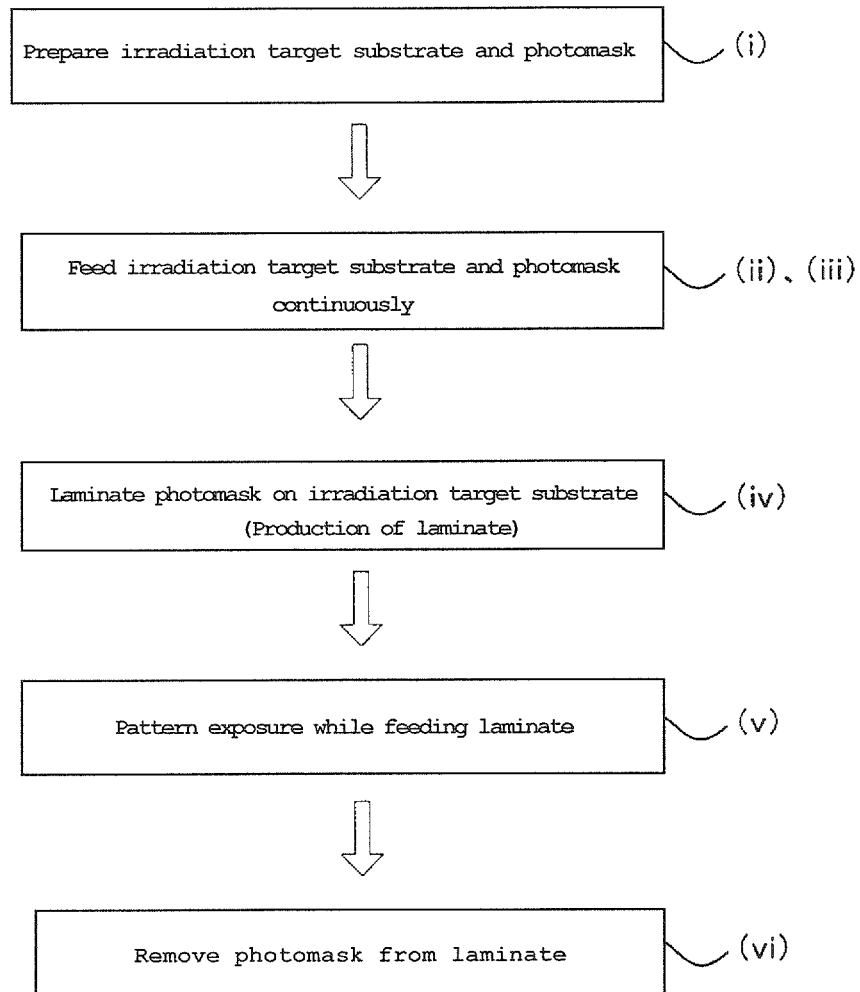 Prepare irradiation target substrate and photomask
(i)
Feed irradiation target substrate and photomask
continuously
(ii)、(iii)
Laminate photomask on irradiation target substrate
(Production of laminate)
(iv)
Pattern exposure while feeding laminate
(v)
Remove photomask from laminate
(vi)